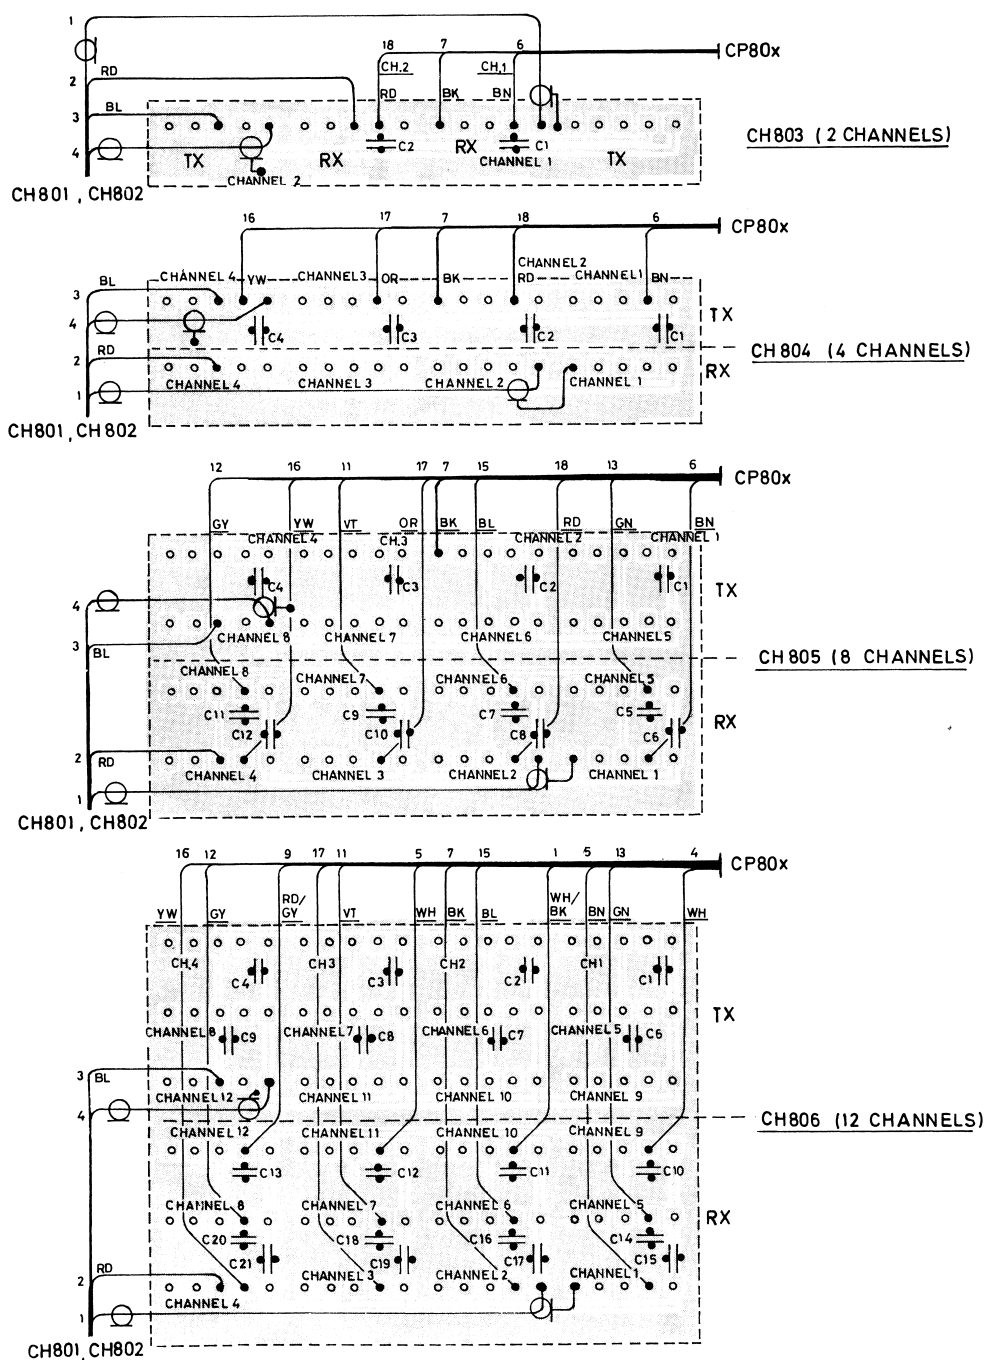 1
18 7 6 CP80x
CH.2 CH.1
2 RD
RD BK BN
3 BL
CH803 (2 CHANNELS)
4
TX RX C2 RX C1 TX
CHANNEL 1
CHANNEL 2
CH801, CH802
16 17 7 18 6 CP80x
CHANNEL 2
CHANNEL 4 YW CHANNEL 3 OR BK RD CHANNEL 1 BN
3 BL
TX
4
C4 C3 C2 C1
CH804 (4 CHANNELS)
2 RD
RX
CHANNEL 4 CHANNEL 3 CHANNEL 2 CHANNEL 1
1
CH801, CH802
12 16 11 17 7 15 18 13 6 CP80x
GY YW VT OR BK BL RD GN BN
CHANNEL 4 CH.3 CHANNEL 2 CHANNEL 1
C4 C3 C2 C1
TX
4
3
CHANNEL 8 CHANNEL 7 CHANNEL 6 CHANNEL 5
BL
CH805 (8 CHANNELS)
CHANNEL 8 CHANNEL 7 CHANNEL 6 CHANNEL 5
C11 C9 C7 C5
RX
C12 C10 C8 C6
2 RD
CHANNEL 4 CHANNEL 3 CHANNEL 2 CHANNEL 1
1
CH801, CH802
16 12 9 17 11 5 7 15 1 5 13 4 CP80x
RD/ WH/
YW GY GY VT WH BK BL BK BN GN WH
CH.4 CH3 CH2 CH1
C4 C3 C2 C1
TX
CHANNEL 8 C9 CHANNEL 7 C8 CHANNEL 6 C7 CHANNEL 5 C6
3 BL
CHANNEL 12 CHANNEL 11 CHANNEL 10 CHANNEL 9
4
CH806 (12 CHANNELS)
CHANNEL 12 CHANNEL 11 CHANNEL 10 CHANNEL 9
C13 C12 C11 C10
CHANNEL 8 CHANNEL 7 CHANNEL 6 CHANNEL 5
RX
C20 C18 C16 C14
C21 C19 C17 C15
2 RD
CHANNEL 3 CHANNEL 2 CHANNEL 1
CHANNEL 4
1
CH801, CH802